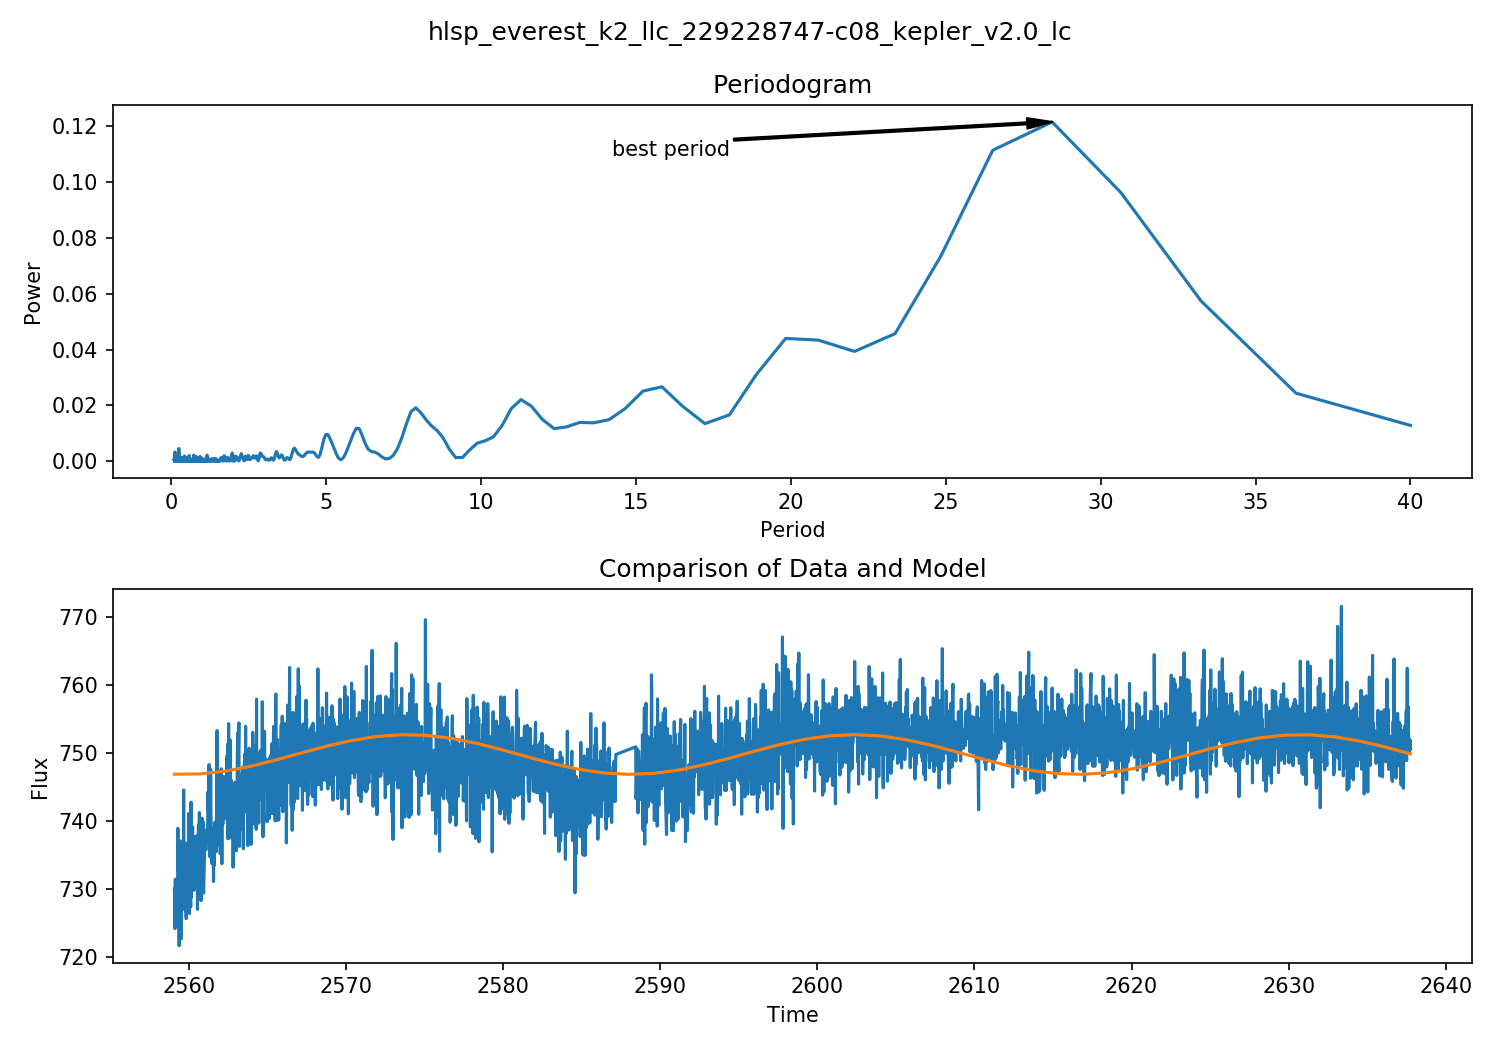 hlsp_everest_k2_llc_229228747-c08_kepler_v2.0_lc
Periodogram
0.12
0.10
0.08
0.06
0.04
0.02
0.00
Power
best period
0 5 10 15 20 25 30 35 40
Period
Comparison of Data and Model
770
760
750
740
730
720
Flux
2560 2570 2580 2590 2600 2610 2620 2630 2640
Time